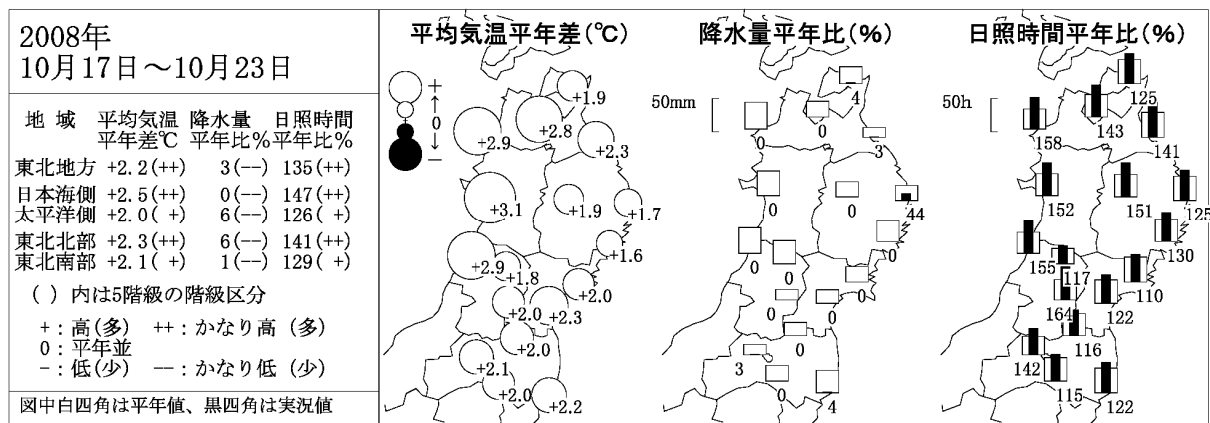 2008年
10月17日～10月23日
地域 平均気温 降水量 日照時間
平年差℃ 平年比% 平年比%
東北地方 +2.2(++) 3(--) 135(++)
日本海側 +2.5(++) 0(--) 147(++)
太平洋側 +2.0( +) 6(--) 126( +)
東北北部 +2.3(++) 6(--) 141(++)
東北南部 +2.1( +) 1(--) 129( +)
( ) 内は5階級の階級区分
+:高(多) ++:かなり高(多)
0:平年並
-:低(少) --:かなり低(少)
図中白四角は平年値、黒四角は実況値
平均気温平年差(℃)
+
↑
0
↓
-
+1.9
+2.8
+2.9
+2.3
+3.1
+1.9
+1.7
+1.6
+2.9
+1.8
+2.0
+2.0
+2.3
+2.0
+2.1
+2.0
+2.2
降水量平年比(%)
50mm
4
0
0
3
0
0
44
0
0
0
0
0
0
0
3
0
4
日照時間平年比(%)
50h
125
143
158
141
152
151
125
130
155
117
110
164
122
116
142
115
122